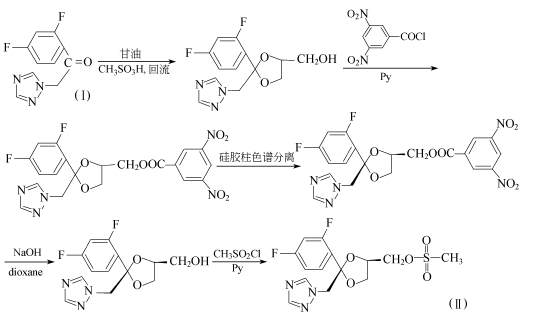 F
F
C=O
N
N
N
(Ⅰ)
甘油
CH₃SO₃H, 回流
F
F
O
O
CH₂OH
N
N
N
NO₂
NO₂
COCl
Py
F
F
O
O
CH₂OOC
NO₂
NO₂
N
N
N
硅胶柱色谱分离
F
F
O
O
CH₂OOC
NO₂
NO₂
N
N
N
NaOH
dioxane
F
F
O
O
CH₂OH
N
N
N
CH₃SO₂Cl
Py
F
F
O
O
CH₂O
O
S
O
CH₃
N
N
N
(Ⅱ)